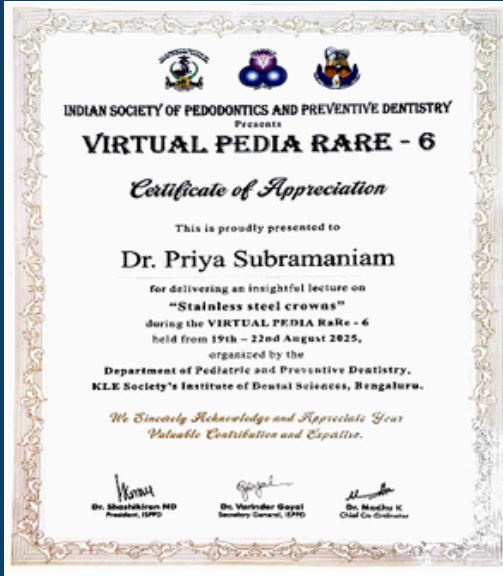 INDIAN SOCIETY OF PEDODONTICS AND PREVENTIVE DENTISTRY
Presents
VIRTUAL PEDIA RARE - 6
Certificate of Appreciation
This is proudly presented to
Dr. Priya Subramaniam
for delivering an insightful lecture on
"Stainless steel crowns"
during the VIRTUAL PEDIA RaRe - 6
held from 19th – 22nd August 2025,
organized by the
Department of Pediatric and Preventive Dentistry,
KLE Society's Institute of Dental Sciences, Bengaluru.
We Sincerely Acknowledge and Appreciate Your
Valuable Contribution and Expertise.
Dr. Shashikiran ND Dr. Varinder Goyal Dr. Madhu K
President, ISPPD Secretary General, ISPPD Chief Co-Ordinator